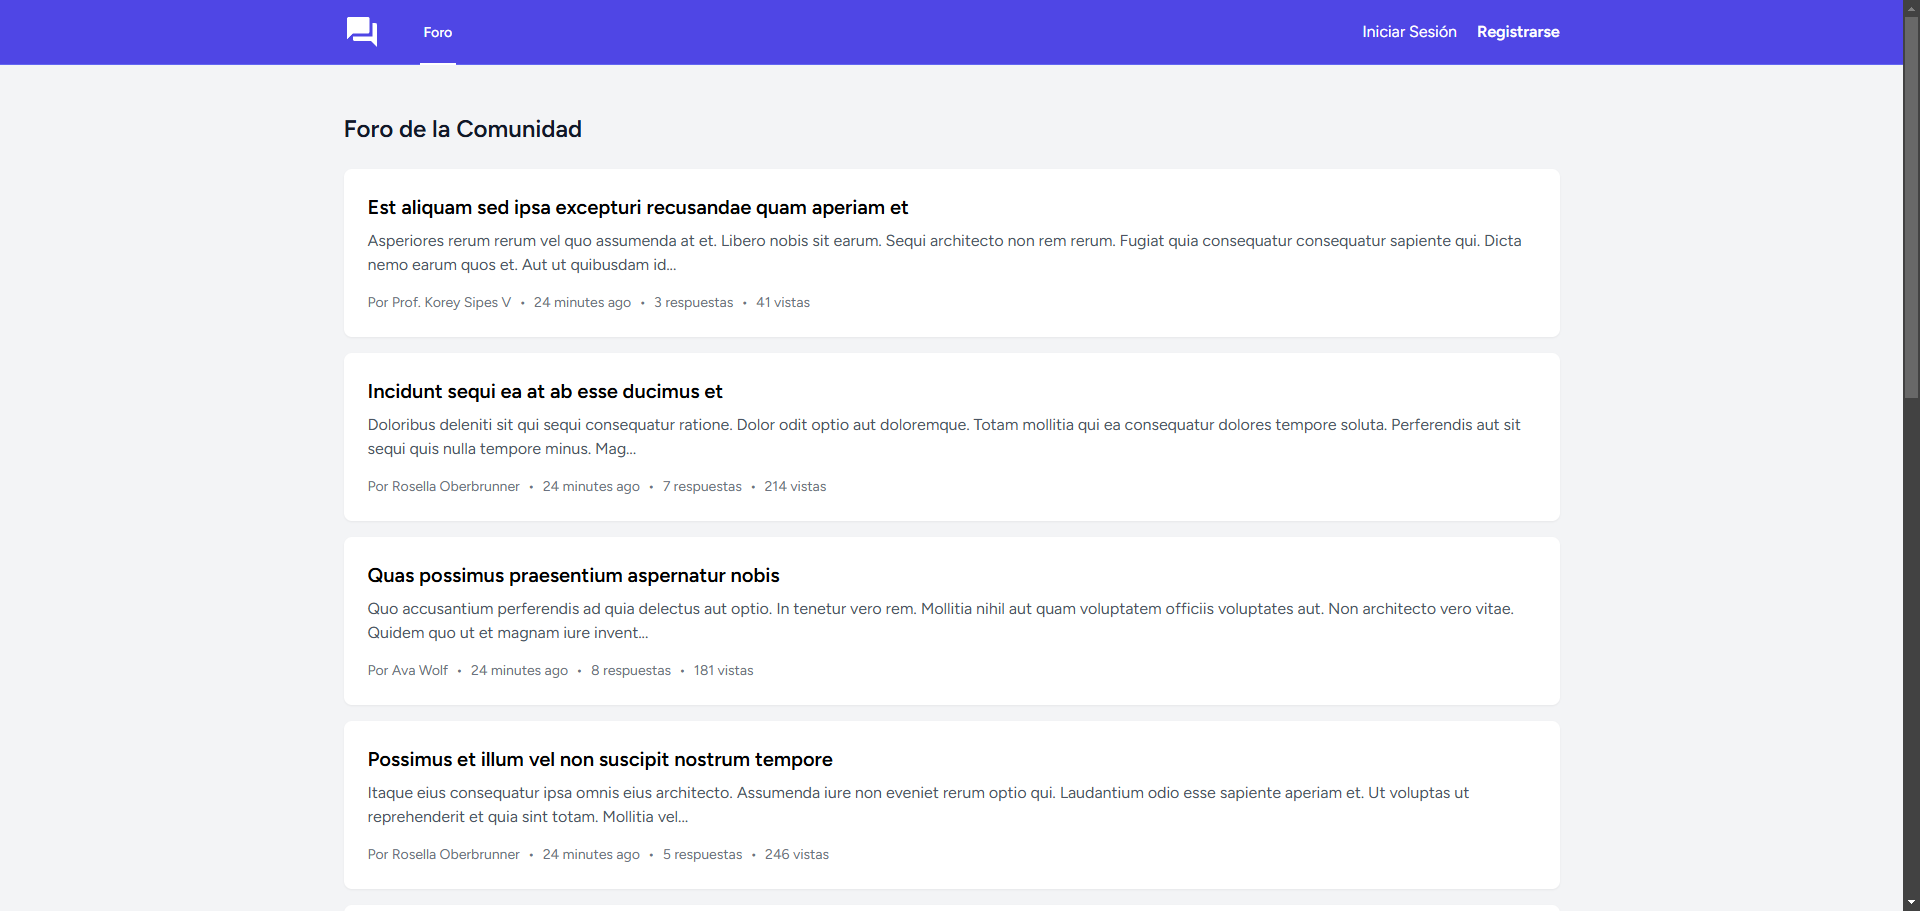 Foro
Iniciar Sesión
Registrarse
Foro de la Comunidad
Est aliquam sed ipsa excepturi recusandae quam aperiam et
Asperiores rerum rerum vel quo assumenda at et. Libero nobis sit earum. Sequi architecto non rem rerum. Fugiat quia consequatur consequatur sapiente qui. Dicta
nemo earum quos et. Aut ut quibusdam id...
Por Prof. Korey Sipes V • 24 minutes ago • 3 respuestas • 41 vistas
Incidunt sequi ea at ab esse ducimus et
Doloribus deleniti sit qui sequi consequatur ratione. Dolor odit optio aut doloremque. Totam mollitia qui ea consequatur dolores tempore soluta. Perferendis aut sit
sequi quis nulla tempore minus. Mag...
Por Rosella Oberbrunner • 24 minutes ago • 7 respuestas • 214 vistas
Quas possimus praesentium aspernatur nobis
Quo accusantium perferendis ad quia delectus aut optio. In tenetur vero rem. Mollitia nihil aut quam voluptatem officiis voluptates aut. Non architecto vero vitae.
Quidem quo ut et magnam iure invent...
Por Ava Wolf • 24 minutes ago • 8 respuestas • 181 vistas
Possimus et illum vel non suscipit nostrum tempore
Itaque eius consequatur ipsa omnis eius architecto. Assumenda iure non eveniet rerum optio qui. Laudantium odio esse sapiente aperiam et. Ut voluptas ut
reprehenderit et quia sint totam. Mollitia vel...
Por Rosella Oberbrunner • 24 minutes ago • 5 respuestas • 246 vistas